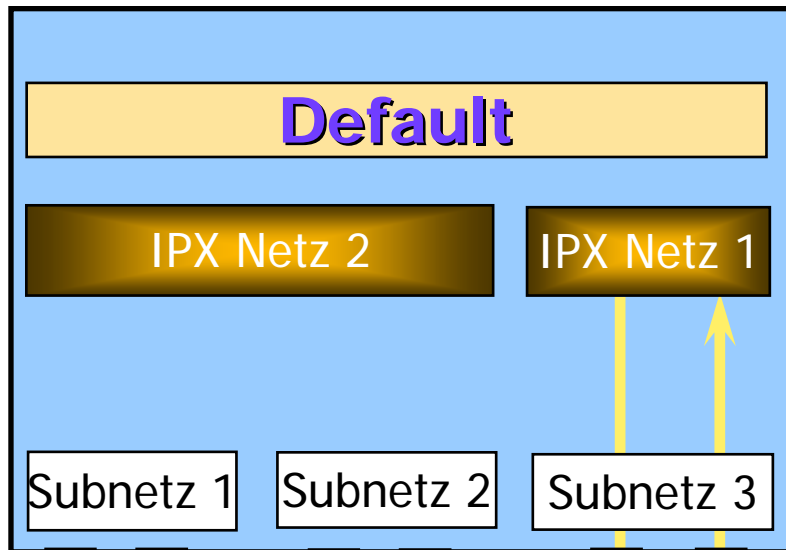 Default
IPX Netz 2
IPX Netz 1
Subnetz 1
Subnetz 2
Subnetz 3